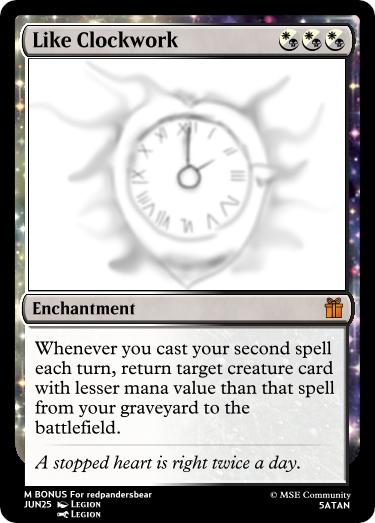 Like Clockwork
Enchantment
Whenever you cast your second spell
each turn, return target creature card
with lesser mana value than that spell
from your graveyard to the
battlefield.
A stopped heart is right twice a day.
M BONUS For redpandersbear
JUN25 Legion
Legion
© MSE Community
5ATAN